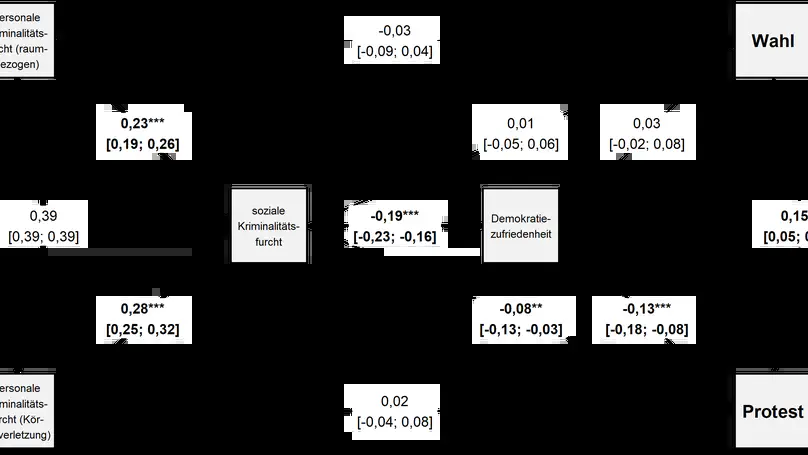 ersonale
minalitäts-
cht (raum-
ezogen)
-0,03
[-0,09; 0,04]
Wahl
0,23***
[0,19; 0,26]
0,01
[-0,05; 0,06]
0,03
[-0,02; 0,08]
0,39
[0,39; 0,39]
soziale
Kriminalitäts-
furcht
-0,19***
[-0,23; -0,16]
Demokratie-
zufriedenheit
0,15
[0,05; 0
0,28***
[0,25; 0,32]
-0,08**
[-0,13; -0,03]
-0,13***
[-0,18; -0,08]
ersonale
minalitäts-
rcht (Kör-
verletzung)
0,02
[-0,04; 0,08]
Protest